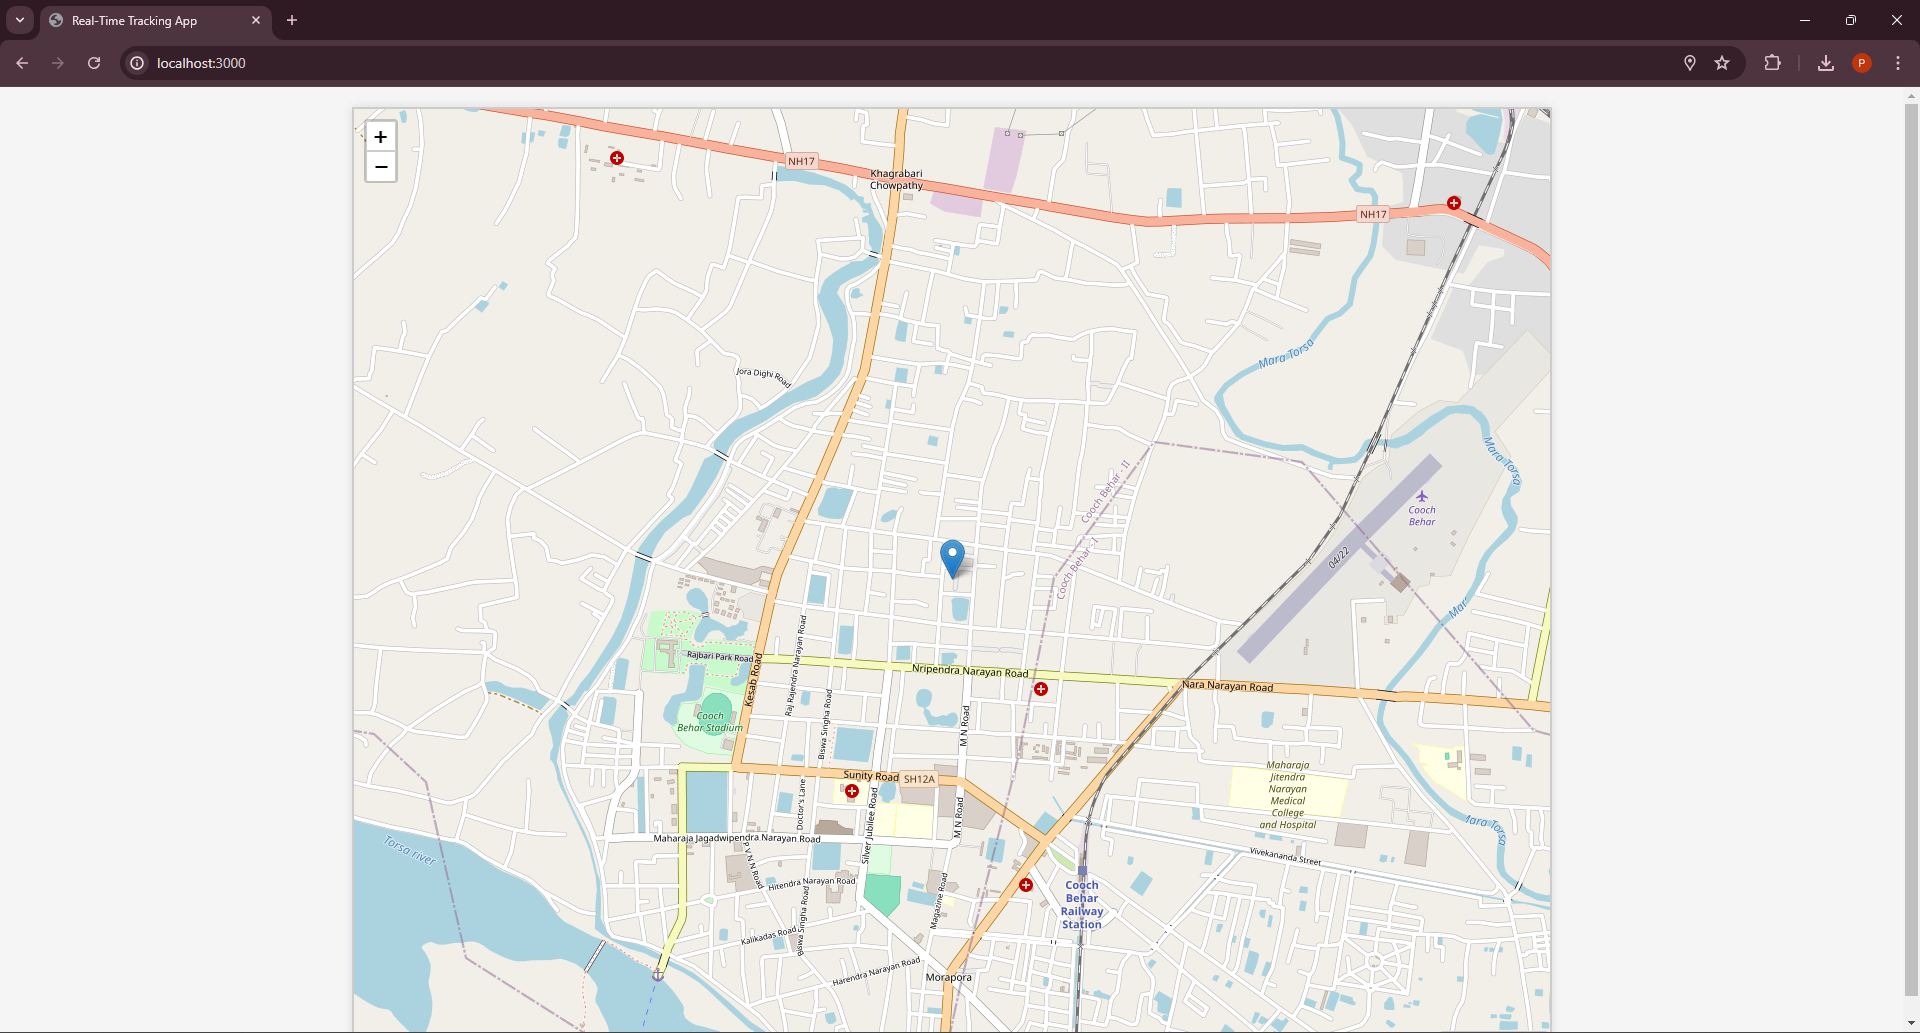 Real-Time Tracking App
localhost:3000
P
+
−
NH17
Khagrabari
Chowpathy
NH17
Mara Torsa
Jora Dighi Road
Mara Torsa
Cooch Behar - II
Cooch
Behar
Cooch Behar - I
04/22
Rajbari Park Road
Kesab Road
Raj Rajendra Narayan Road
Nripendra Narayan Road
Nara Narayan Road
Cooch
Behar Stadium
Biswa Singha Road
M N Road
Sunity Road
SH12A
Maharaja
Jitendra
Narayan
Medical
College
and Hospital
Doctor's Lane
Silver Jubilee Road
M N Road
Maharaja Jagadwipendra Narayan Road
Torsa river
P V N N Road
Vivekananda Street
Hitendra Narayan Road
Biswa Singha Road
Magazine Road
Cooch
Behar
Railway
Station
Kalikadas Road
Harendra Narayan Road
Morapora